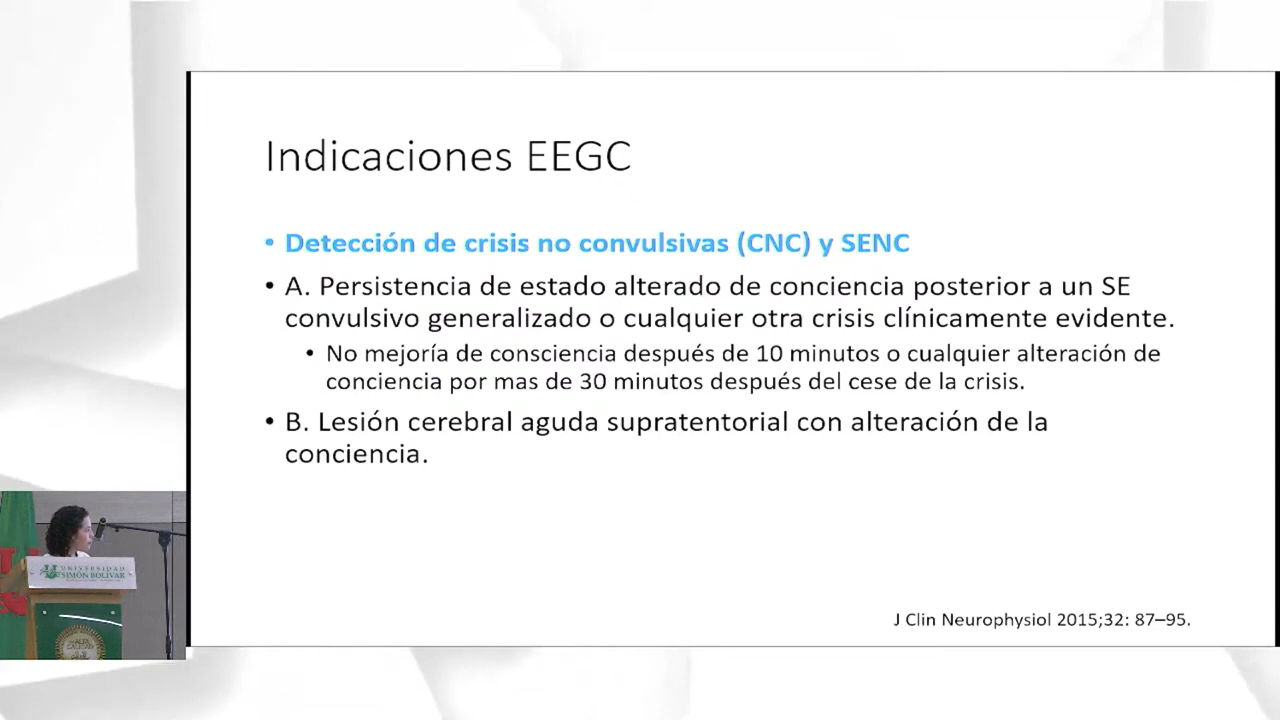 Indicaciones EEGC
• Detección de crisis no convulsivas (CNC) y SENC
• A. Persistencia de estado alterado de conciencia posterior a un SE
convulsivo generalizado o cualquier otra crisis clínicamente evidente.
• No mejoría de consciencia después de 10 minutos o cualquier alteración de
conciencia por mas de 30 minutos después del cese de la crisis.
• B. Lesión cerebral aguda supratentorial con alteración de la
conciencia.
UNIVERSIDAD
SIMÓN BOLÍVAR
J Clin Neurophysiol 2015;32: 87–95.